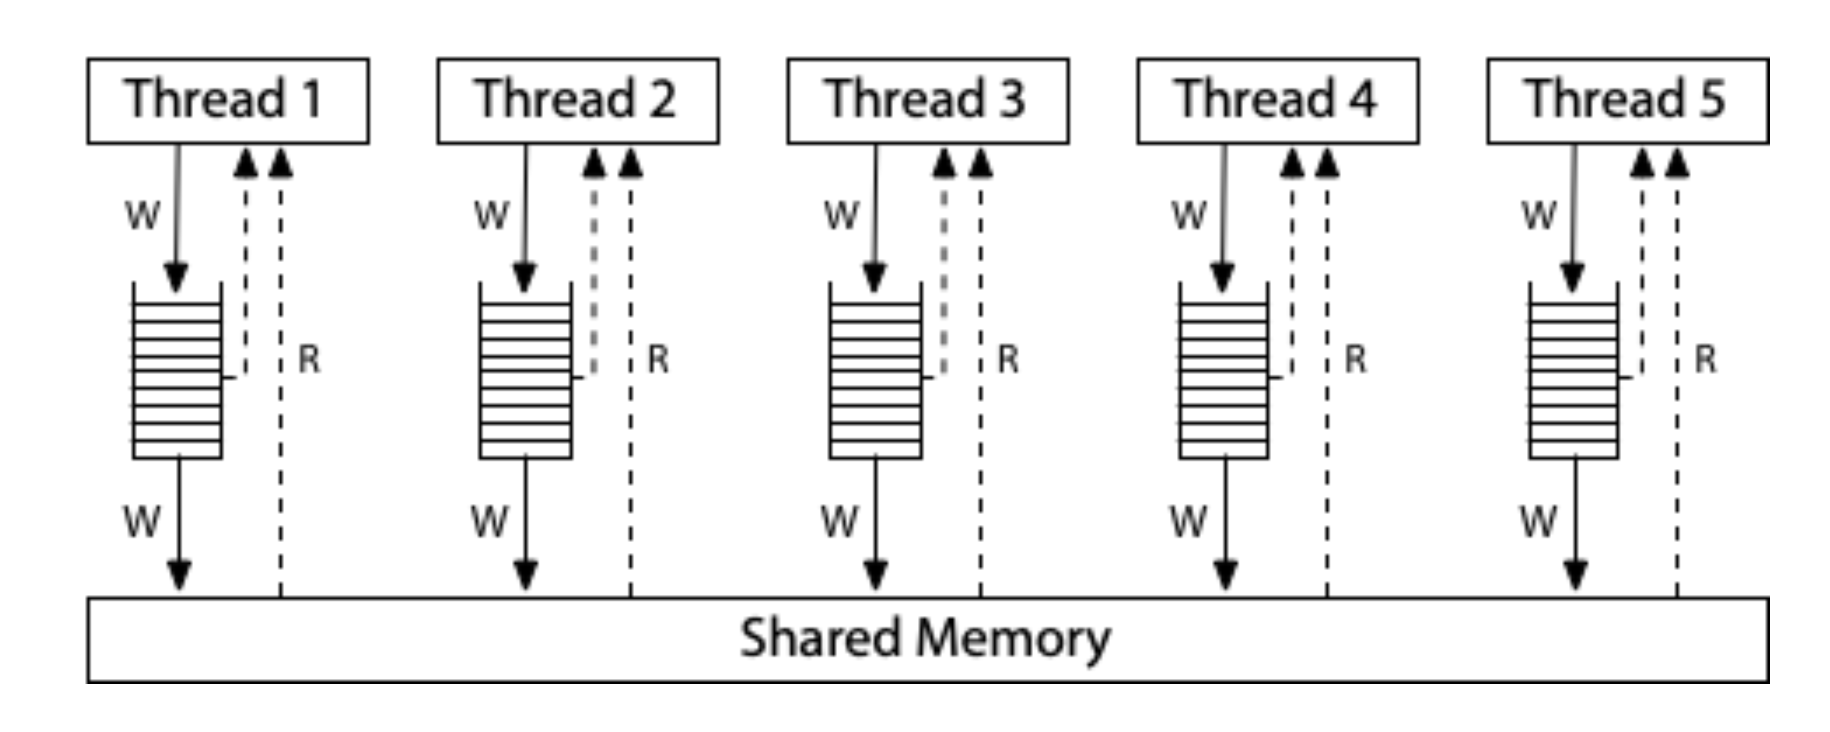 Thread 1 Thread 2 Thread 3 Thread 4 Thread 5
W W W W W
R R R R R
W W W W W
Shared Memory